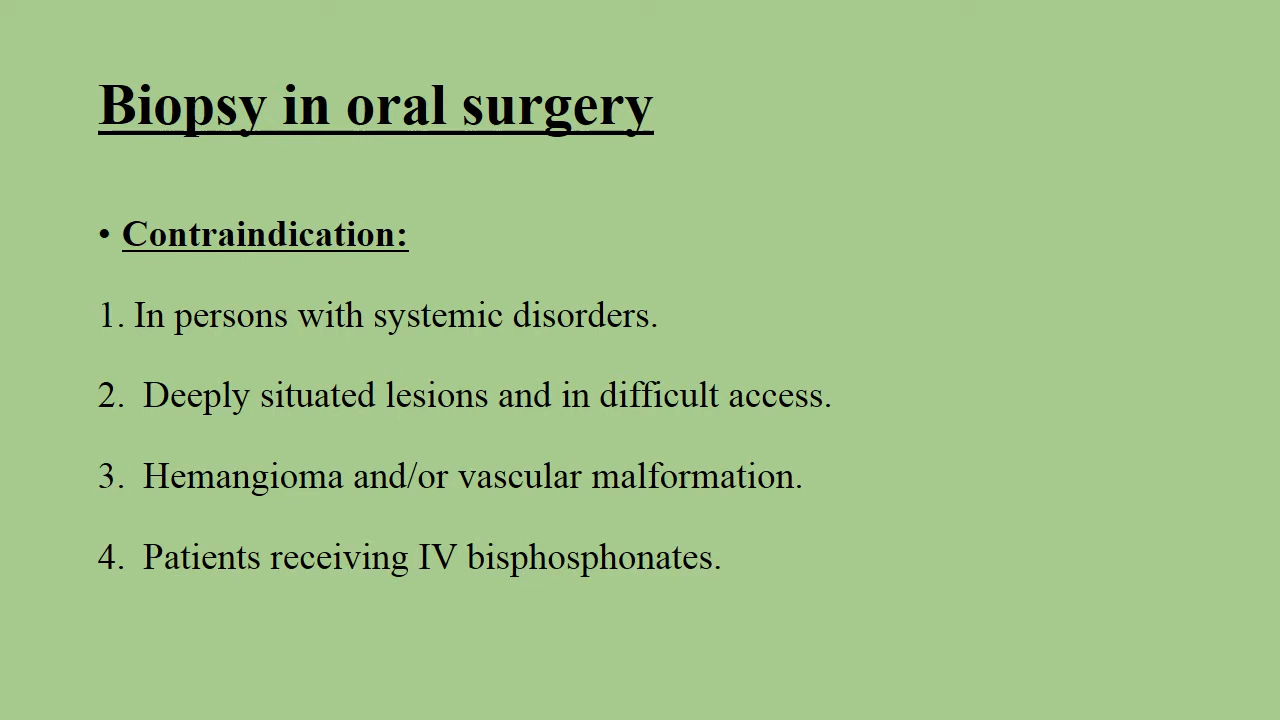 Biopsy in oral surgery
• Contraindication:
1. In persons with systemic disorders.
2. Deeply situated lesions and in difficult access.
3. Hemangioma and/or vascular malformation.
4. Patients receiving IV bisphosphonates.